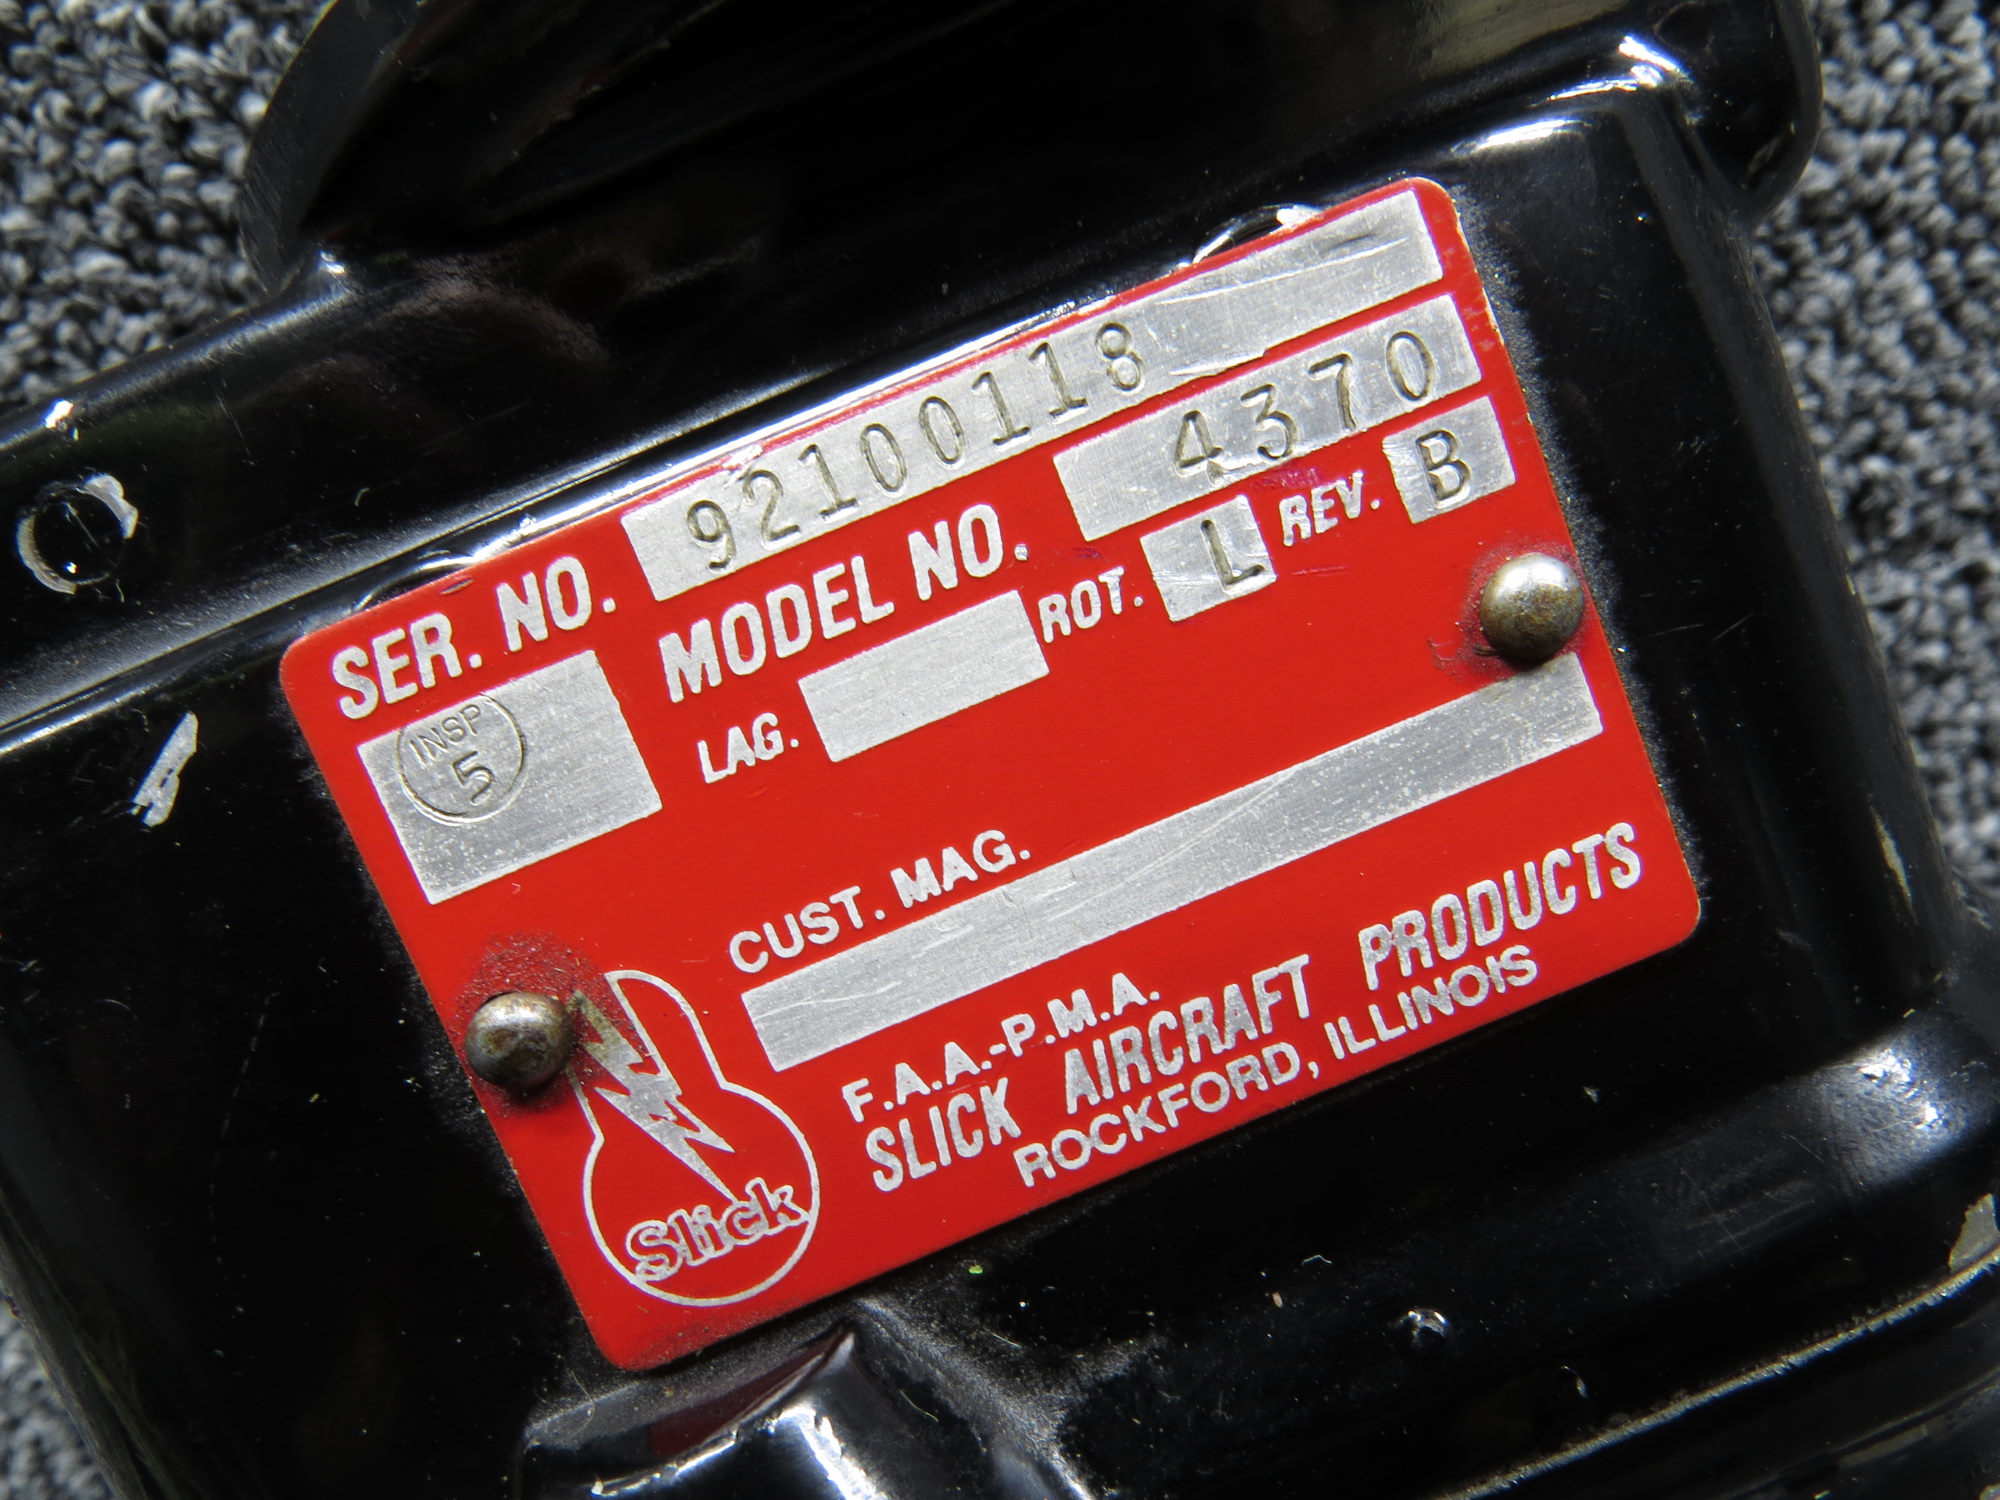 SER. NO. 92100118
MODEL NO. 4370
INSP
5
LAG. ROT. L REV. B
CUST. MAG.
F.A.A.-P.M.A.
SLICK AIRCRAFT PRODUCTS
ROCKFORD, ILLINOIS
Slick